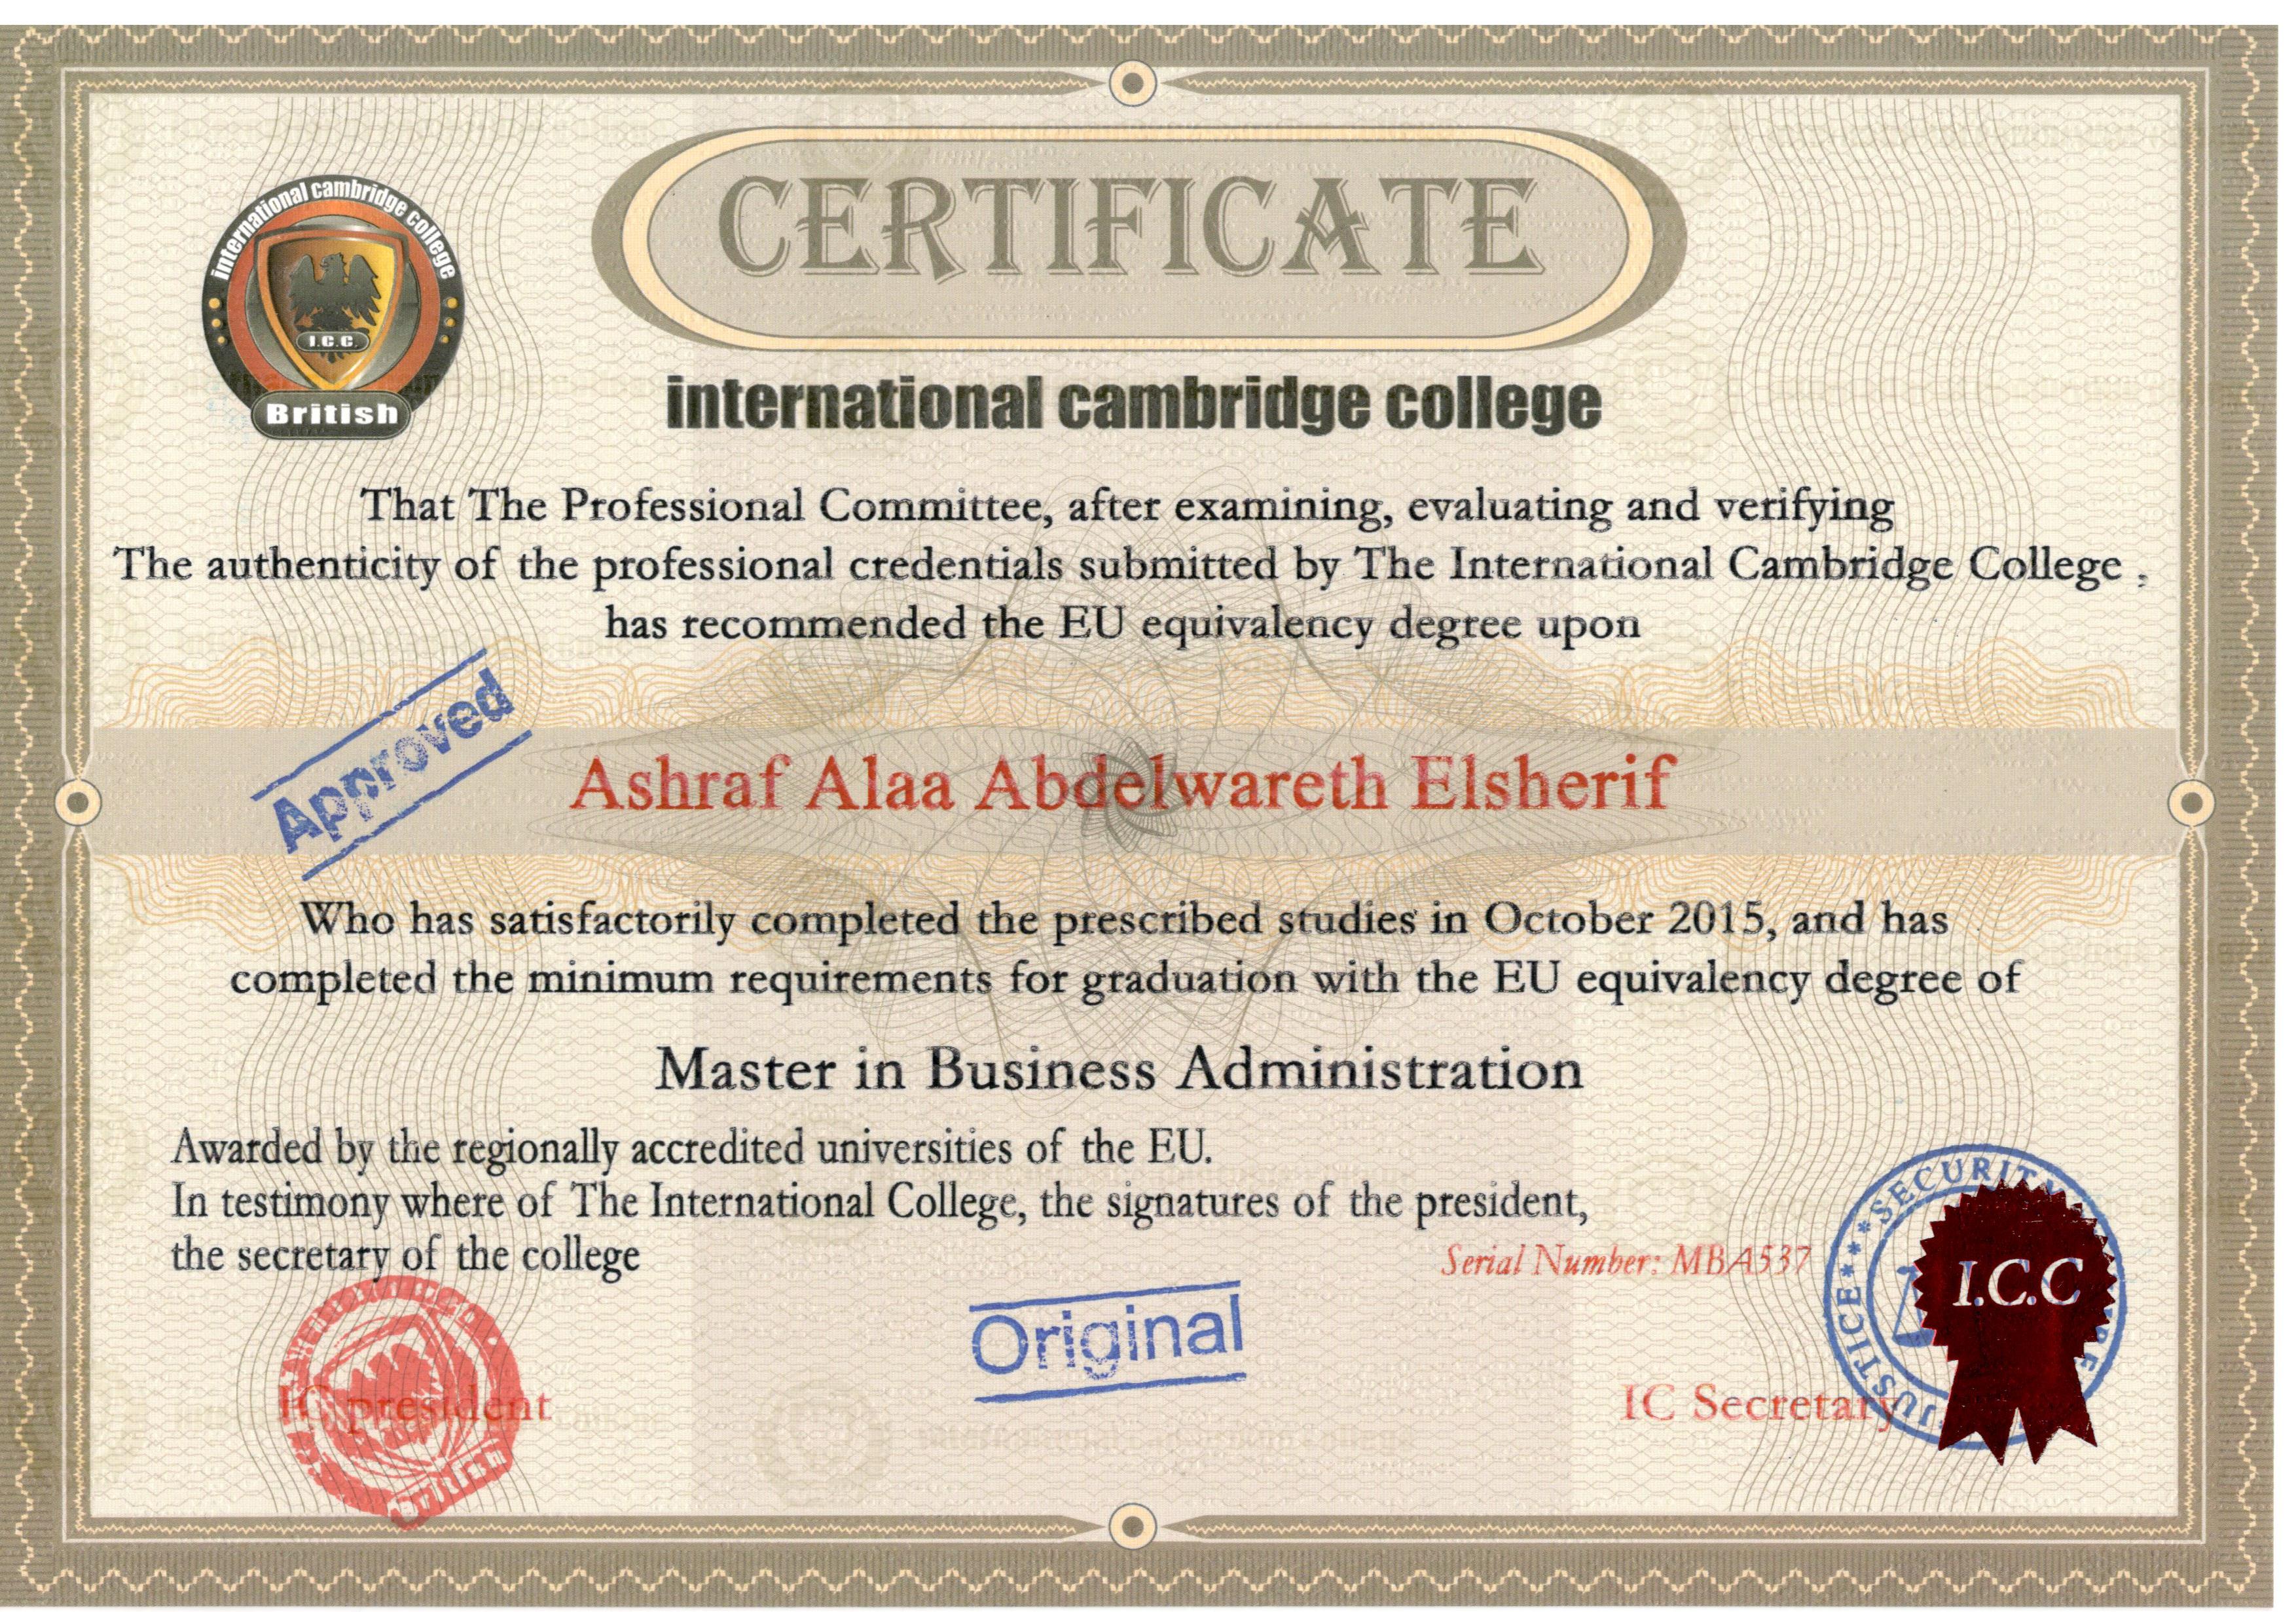 CERTIFICATE
international cambridge college
I.C.C.
British
international cambridge college
That The Professional Committee, after examining, evaluating and verifying
The authenticity of the professional credentials submitted by The International Cambridge College ,
has recommended the EU equivalency degree upon
Approved
Ashraf Alaa Abdelwareth Elsherif
Who has satisfactorily completed the prescribed studies in October 2015, and has
completed the minimum requirements for graduation with the EU equivalency degree of
Master in Business Administration
Awarded by the regionally accredited universities of the EU.
In testimony where of The International College, the signatures of the president,
the secretary of the college
Serial Number: MBA537
SECURITY
JUSTICE
I.C.C
Original
IC president
British
IC Secretary